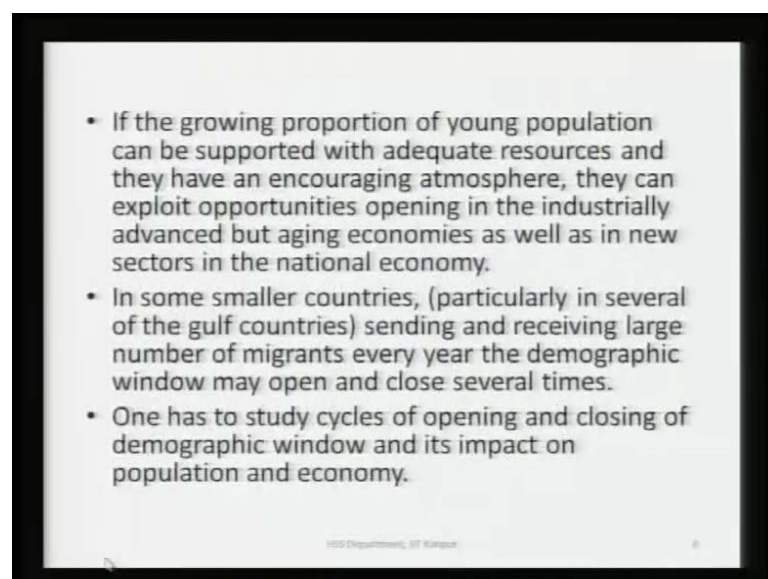 • If the growing proportion of young population
can be supported with adequate resources and
they have an encouraging atmosphere, they can
exploit opportunities opening in the industrially
advanced but aging economies as well as in new
sectors in the national economy.
• In some smaller countries, (particularly in several
of the gulf countries) sending and receiving large
number of migrants every year the demographic
window may open and close several times.
• One has to study cycles of opening and closing of
demographic window and its impact on
population and economy.
HSS Department, IIT Kanpur